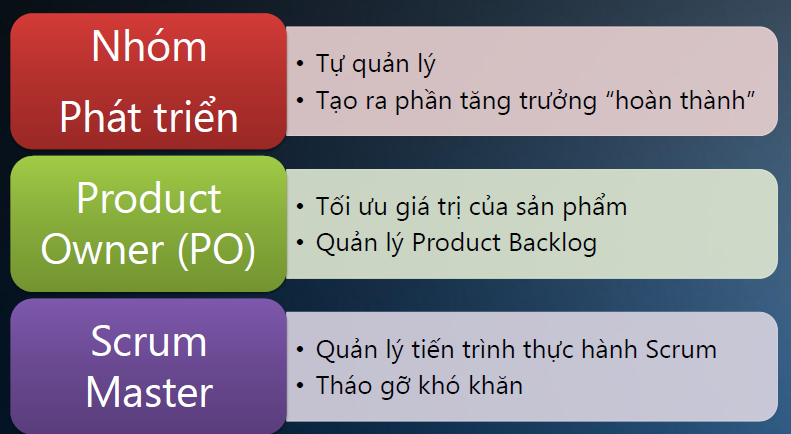 Nhóm
Phát triển
• Tự quản lý
• Tạo ra phần tăng trưởng “hoàn thành”
Product
Owner (PO)
• Tối ưu giá trị của sản phẩm
• Quản lý Product Backlog
Scrum
Master
• Quản lý tiến trình thực hành Scrum
• Tháo gỡ khó khăn